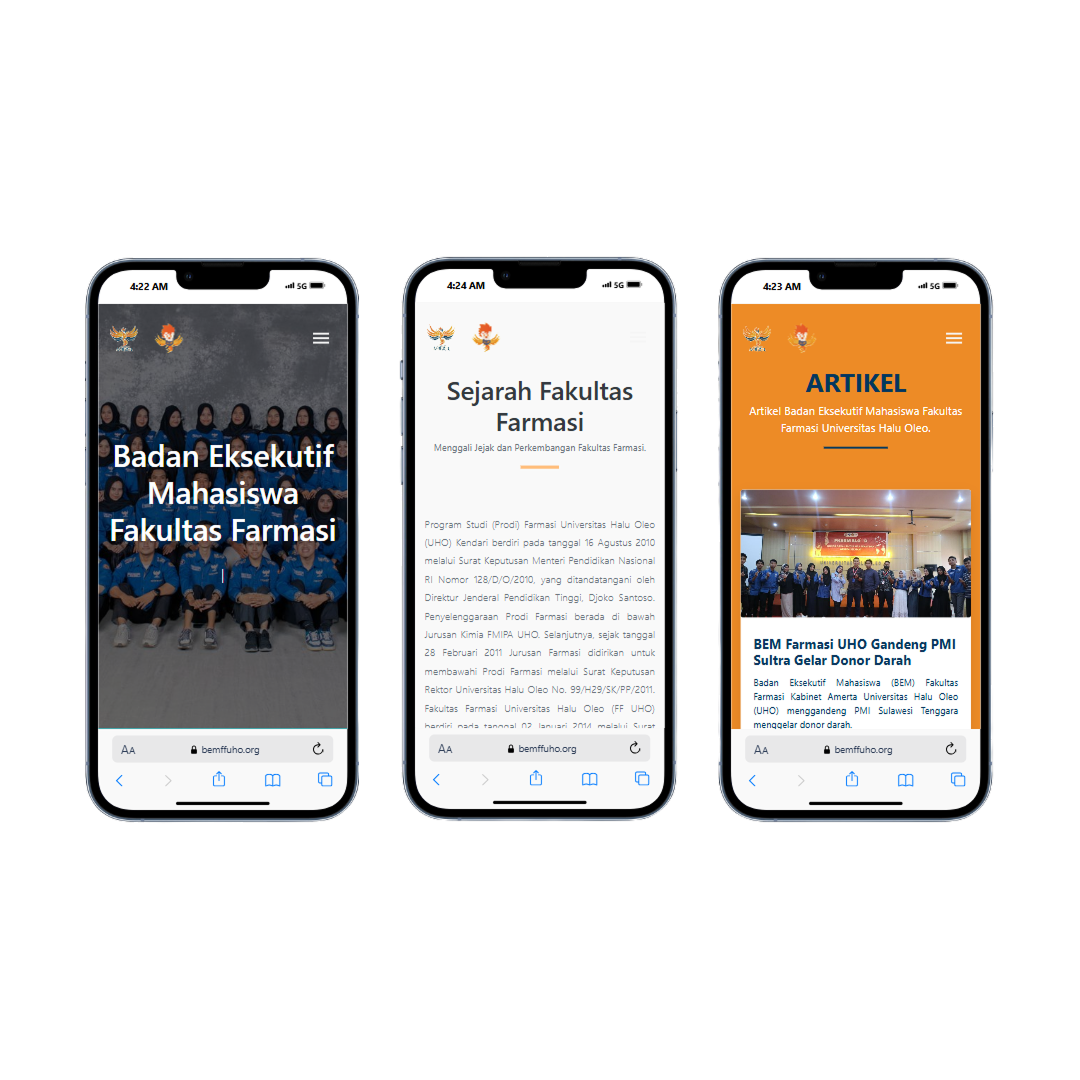 4:22 AM
5G
Badan Eksekutif
Mahasiswa
Fakultas Farmasi
AA
bemffuho.org
4:24 AM
5G
Sejarah Fakultas
Farmasi
Menggali Jejak dan Perkembangan Fakultas Farmasi.
Program Studi (Prodi) Farmasi Universitas Halu Oleo
(UHO) Kendari berdiri pada tanggal 16 Agustus 2010
melalui Surat Keputusan Menteri Pendidikan Nasional
RI Nomor 128/D/O/2010, yang ditandatangani oleh
Direktur Jenderal Pendidikan Tinggi, Djoko Santoso.
Penyelenggaraan Prodi Farmasi berada di bawah
Jurusan Kimia FMIPA UHO. Selanjutnya, sejak tanggal
28 Februari 2011 Jurusan Farmasi didirikan untuk
membawahi Prodi Farmasi melalui Surat Keputusan
Rektor Universitas Halu Oleo No. 99/H29/SK/PP/2011.
Fakultas Farmasi Universitas Halu Oleo (FF UHO)
berdiri pada tanggal 02 Januari 2014 melalui Surat
AA
bemffuho.org
4:23 AM
5G
ARTIKEL
Artikel Badan Eksekutif Mahasiswa Fakultas
Farmasi Universitas Halu Oleo.
BEM Farmasi UHO Gandeng PMI
Sultra Gelar Donor Darah
Badan Eksekutif Mahasiswa (BEM) Fakultas
Farmasi Kabinet Amerta Universitas Halu Oleo
(UHO) menggandeng PMI Sulawesi Tenggara
menggelar donor darah.
AA
bemffuho.org